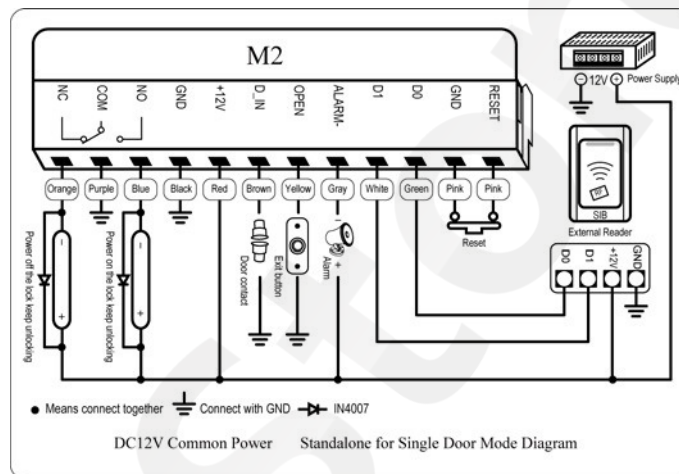 M2
NC COM NO GND +12V D_IN OPEN ALARM- D1 D0 GND RESET
⊖ 12V ⊕ Power Supply
Orange Purple Blue Black Red Brown Yellow Gray White Green Pink Pink
SIB
External Reader
Reset
Power off the lock keep unlocking
Power on the lock keep unlocking
Door contact
Exit button
Alarm
- +
- +
- +
D0 D1 +12V GND
● Means connect together Connect with GND IN4007
DC12V Common Power Standalone for Single Door Mode Diagram